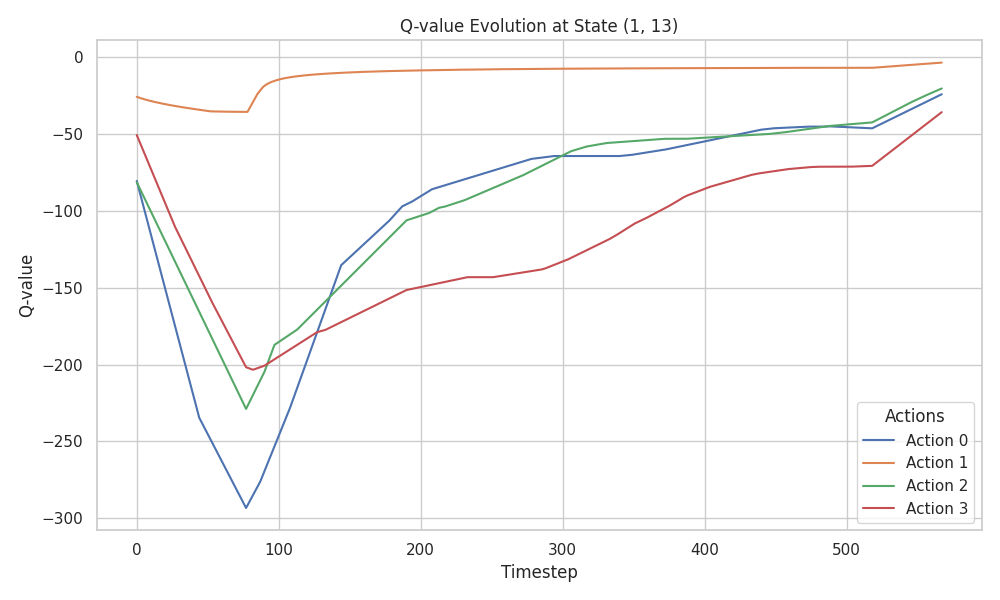 Q-value Evolution at State (1, 13)
Q-value
0
−50
−100
−150
−200
−250
−300
0
100
200
300
400
500
Timestep
Actions
Action 0
Action 1
Action 2
Action 3